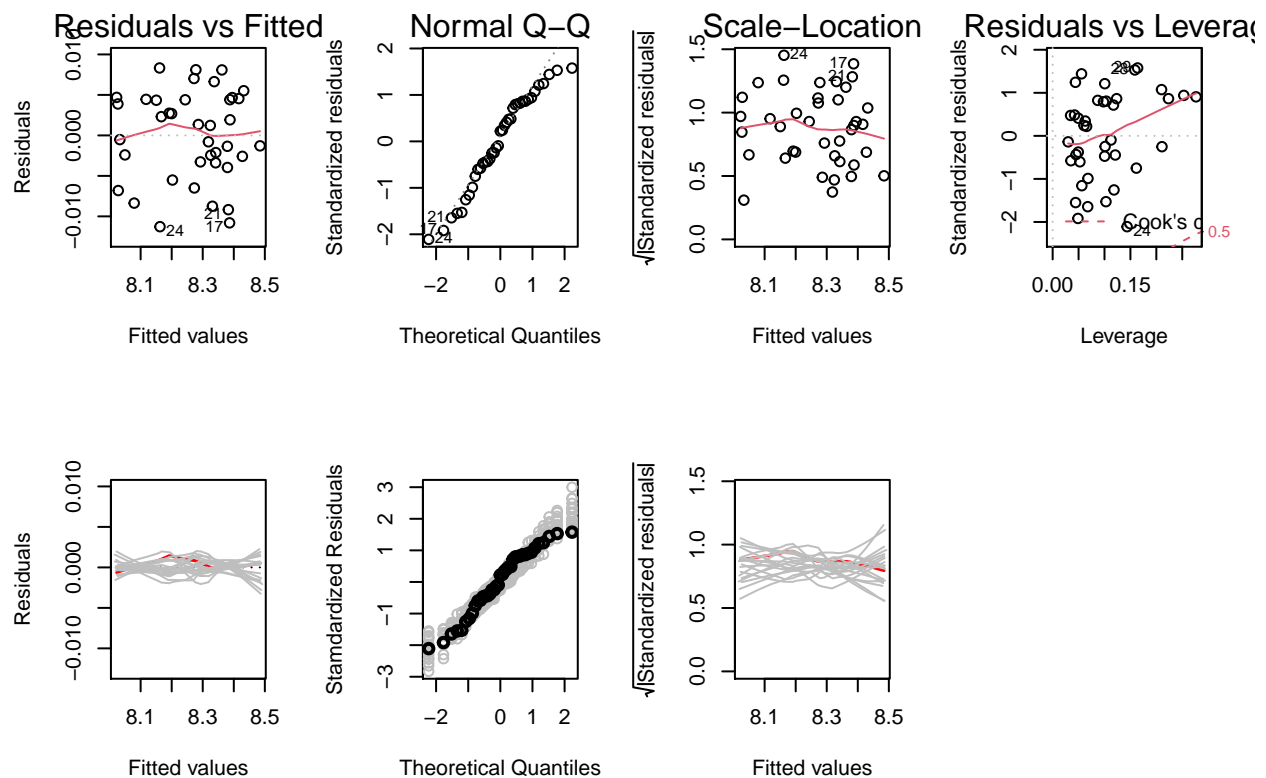 Residuals vs Fitted
Residuals
0.010
0.000
−0.010
24
21
17
8.1 8.3 8.5
Fitted values
Normal Q−Q
Standardized residuals
2
1
0
−1
−2
21
17
24
−2 0 1 2
Theoretical Quantiles
Scale−Location
√|Standardized residuals|
1.5
1.0
0.5
0.0
24
17
21
8.1 8.3 8.5
Fitted values
Residuals vs Leverag
Standardized residuals
2
1
0
−1
−2
Cook's
24
0.5
0.00 0.15
Leverage
Residuals
0.010
0.000
−0.010
8.1 8.3 8.5
Fitted values
Stamdardized Residuals
3
2
1
−1
−3
−2 0 1 2
Theoretical Quantiles
√|Standardized residuals|
1.5
1.0
0.5
0.0
8.1 8.3 8.5
Fitted values